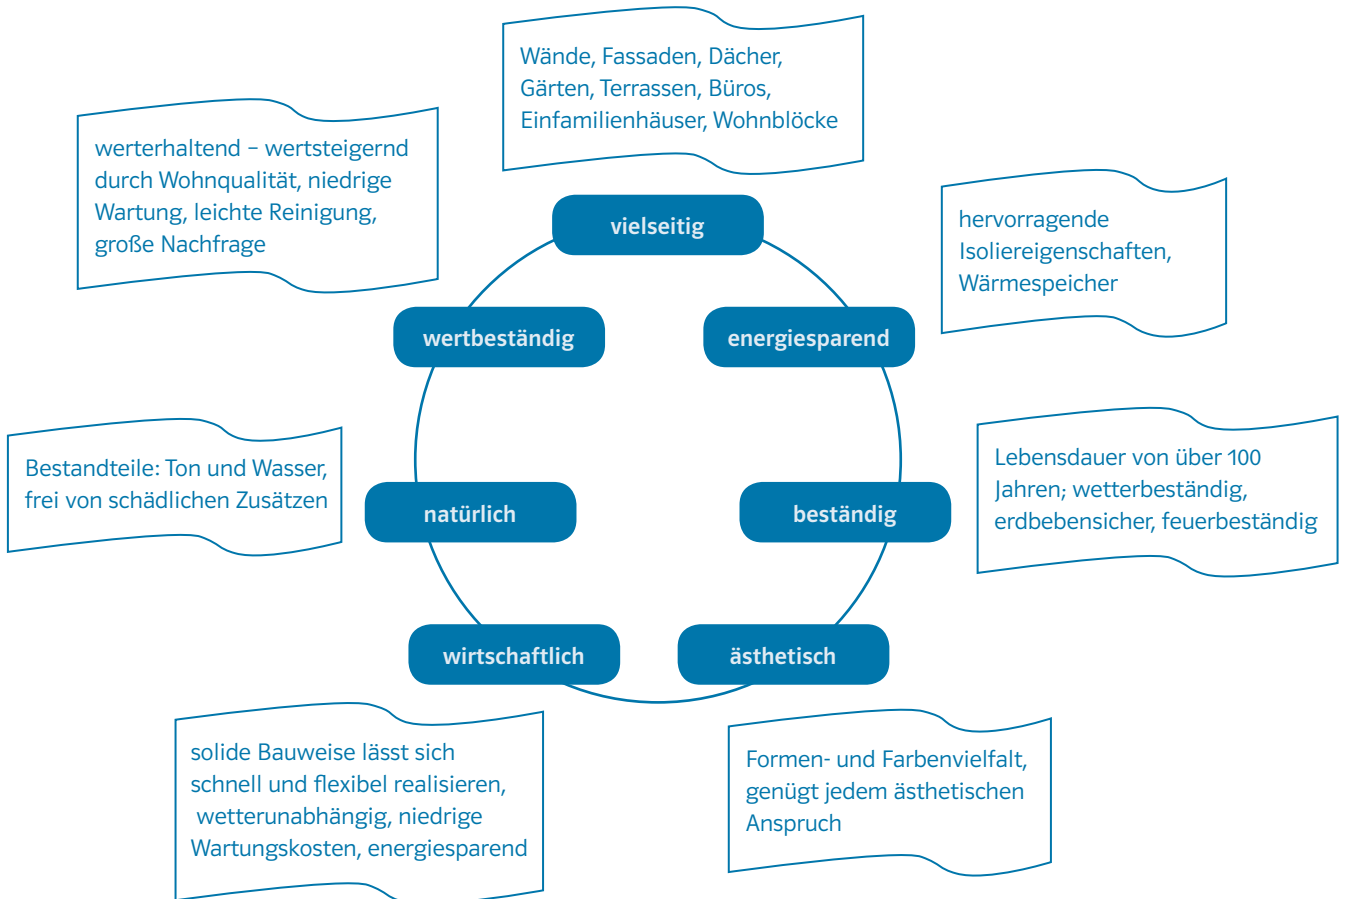 Wände, Fassaden, Dächer,
Gärten, Terrassen, Büros,
Einfamilienhäuser, Wohnblöcke
werterhaltend – wertsteigernd
durch Wohnqualität, niedrige
Wartung, leichte Reinigung,
große Nachfrage
hervorragende
Isoliereigenschaften,
Wärmespeicher
vielseitig
wertbeständig
energiesparend
Bestandteile: Ton und Wasser,
frei von schädlichen Zusätzen
Lebensdauer von über 100
Jahren; wetterbeständig,
erdbebensicher, feuerbeständig
natürlich
beständig
wirtschaftlich
ästhetisch
solide Bauweise lässt sich
schnell und flexibel realisieren,
wetterunabhängig, niedrige
Wartungskosten, energiesparend
Formen- und Farbenvielfalt,
genügt jedem ästhetischen
Anspruch